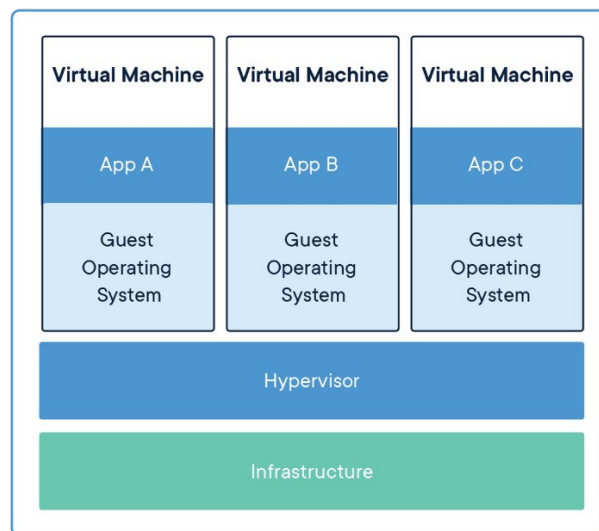 Virtual Machine
Virtual Machine
Virtual Machine
App A
App B
App C
Guest
Operating
System
Guest
Operating
System
Guest
Operating
System
Hypervisor
Infrastructure